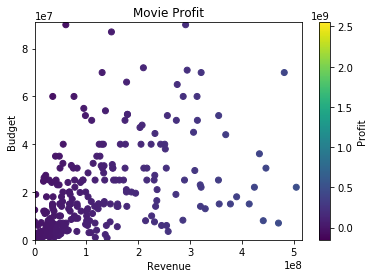 Movie Profit
1e7
1e9
8
6
4
2
0
Budget
0
1
2
3
4
5
1e8
Revenue
2.5
2.0
1.5
1.0
0.5
0.0
Profit